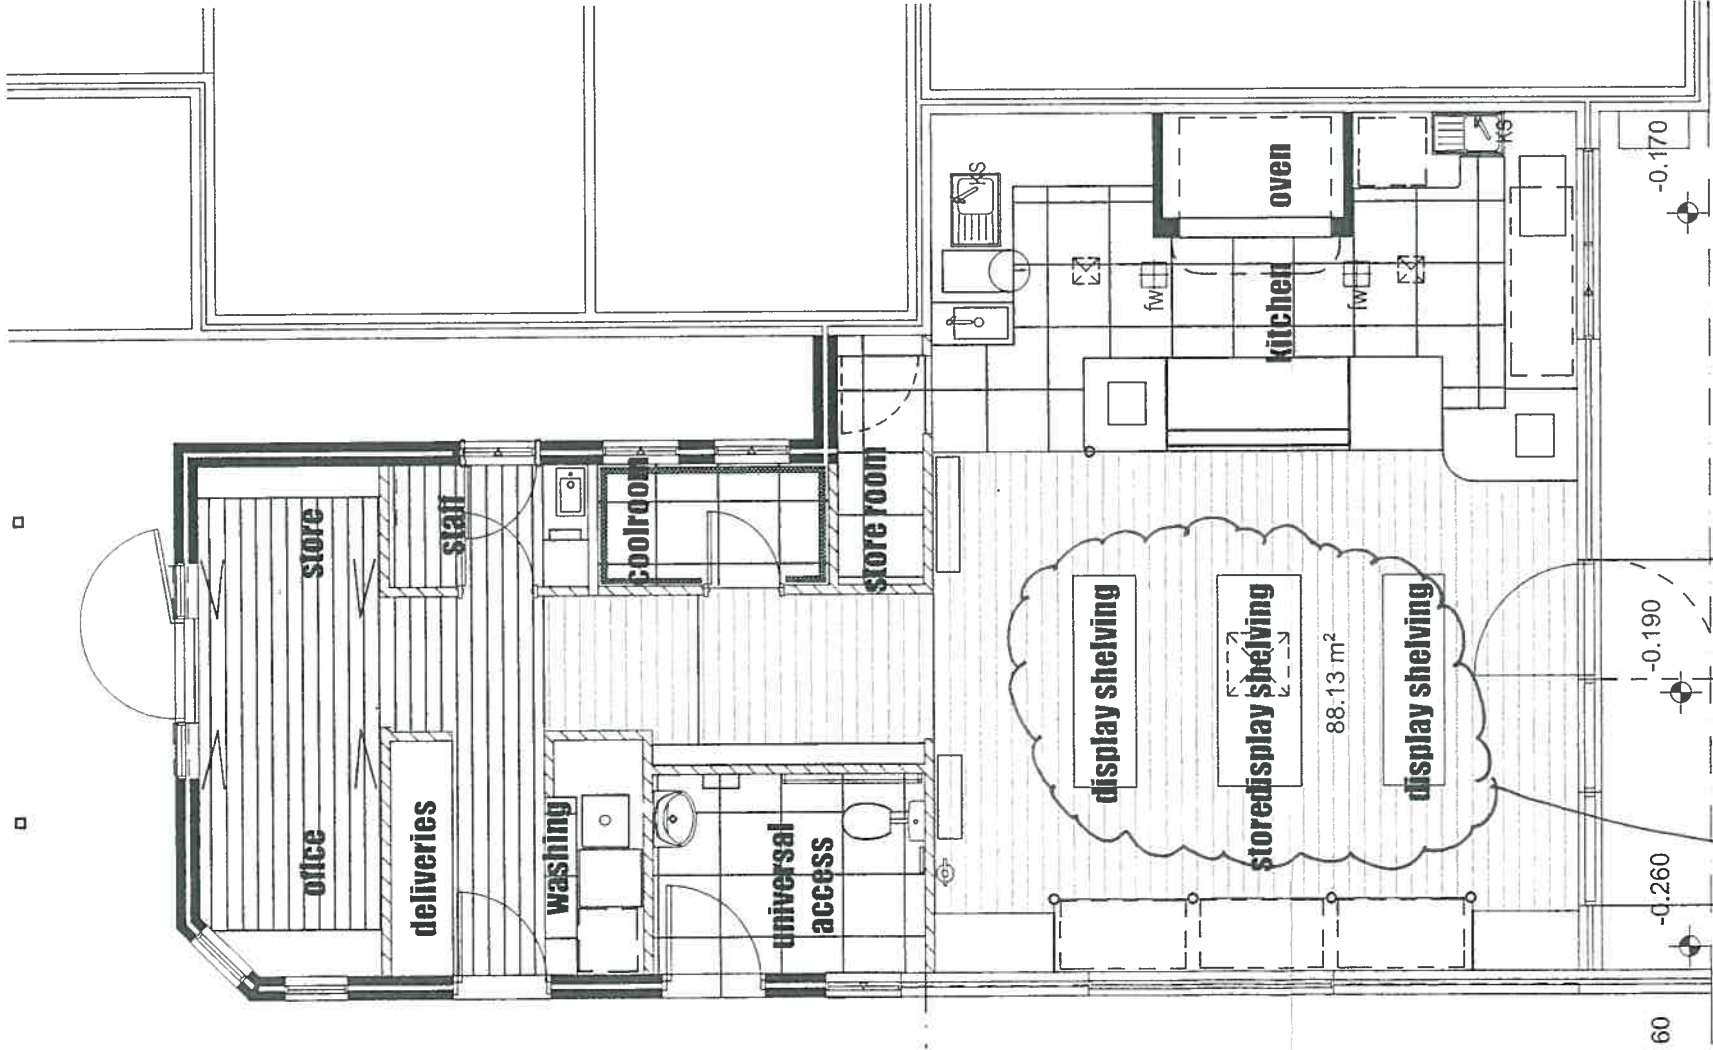 office
store
deliveries
staff
washing
coolroom
universal
access
store room
display shelving
storedisplay shelving
88.13 m²
display shelving
kitchen
oven
KS
KS
fw
fw
-0.170
-0.190
-0.260
60